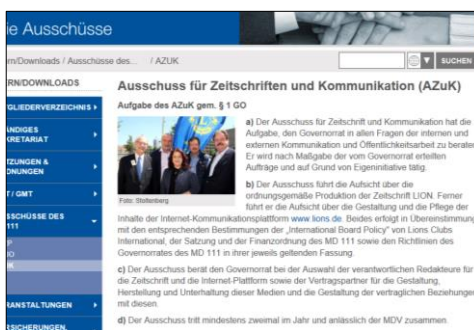 ie Ausschüsse
rn/Downloads / Ausschüsse des... / AZUK
SUCHEN
RN/DOWNLOADS
TGLIEDERVERZEICHNIS
ÄNDIGES
KRETARIAT
TZUNGEN &
DNUNGEN
T / GMT
SSCHÜSSE DES
111
P
IO
UK
RANSTALTUNGEN
RSICHERUNGEN,
Ausschuss für Zeitschriften und Kommunikation (AZuK)
Aufgabe des AZuK gem. § 1 GO
Foto: Stoltenberg
a) Der Ausschuss für Zeitschrift und Kommunikation hat die
Aufgabe, den Governorrat in allen Fragen der internen und
externen Kommunikation und Öffentlichkeitsarbeit zu beraten
Er wird nach Maßgabe der vom Governorrat erteilten
Aufträge und auf Grund von Eigeninitiative tätig.
b) Der Ausschuss führt die Aufsicht über die
ordnungsgemäße Produktion der Zeitschrift LION. Ferner
führt er die Aufsicht über die Gestaltung und die Pflege der
Inhalte der Internet-Kommunikationsplattform www.lions.de. Beides erfolgt in Übereinstimmung
mit den entsprechenden Bestimmungen der „International Board Policy" von Lions Clubs
International, der Satzung und der Finanzordnung des MD 111 sowie den Richtlinien des
Governorrates des MD 111 in ihrer jeweils geltenden Fassung.
c) Der Ausschuss berät den Governorrat bei der Auswahl der verantwortlichen Redakteure für
die Zeitschrift und die Internet-Plattform sowie der Vertragspartner für die Gestaltung,
Herstellung und Unterhaltung dieser Medien und die Gestaltung der vertraglichen Beziehungen
mit diesen.
d) Der Ausschuss tritt mindestens zweimal im Jahr und anlässlich der MDV zusammen.